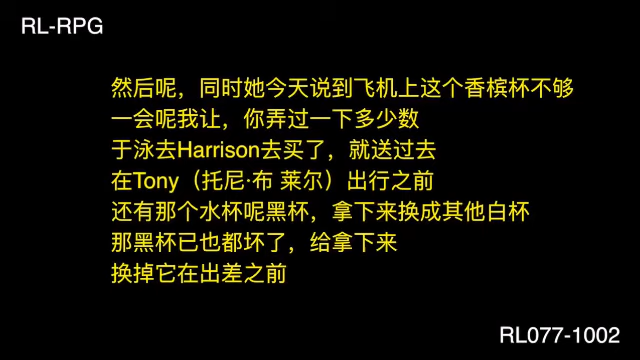 RL-RPG
然后呢，同时她今天说到飞机上这个香槟杯不够
一会呢我让，你弄过一下多少数
于泳去Harrison去买了，就送过去
在Tony（托尼·布 莱尔）出行之前
还有那个水杯呢黑杯，拿下来换成其他白杯
那黑杯已也都坏了，给拿下来
换掉它在出差之前
RL077-1002